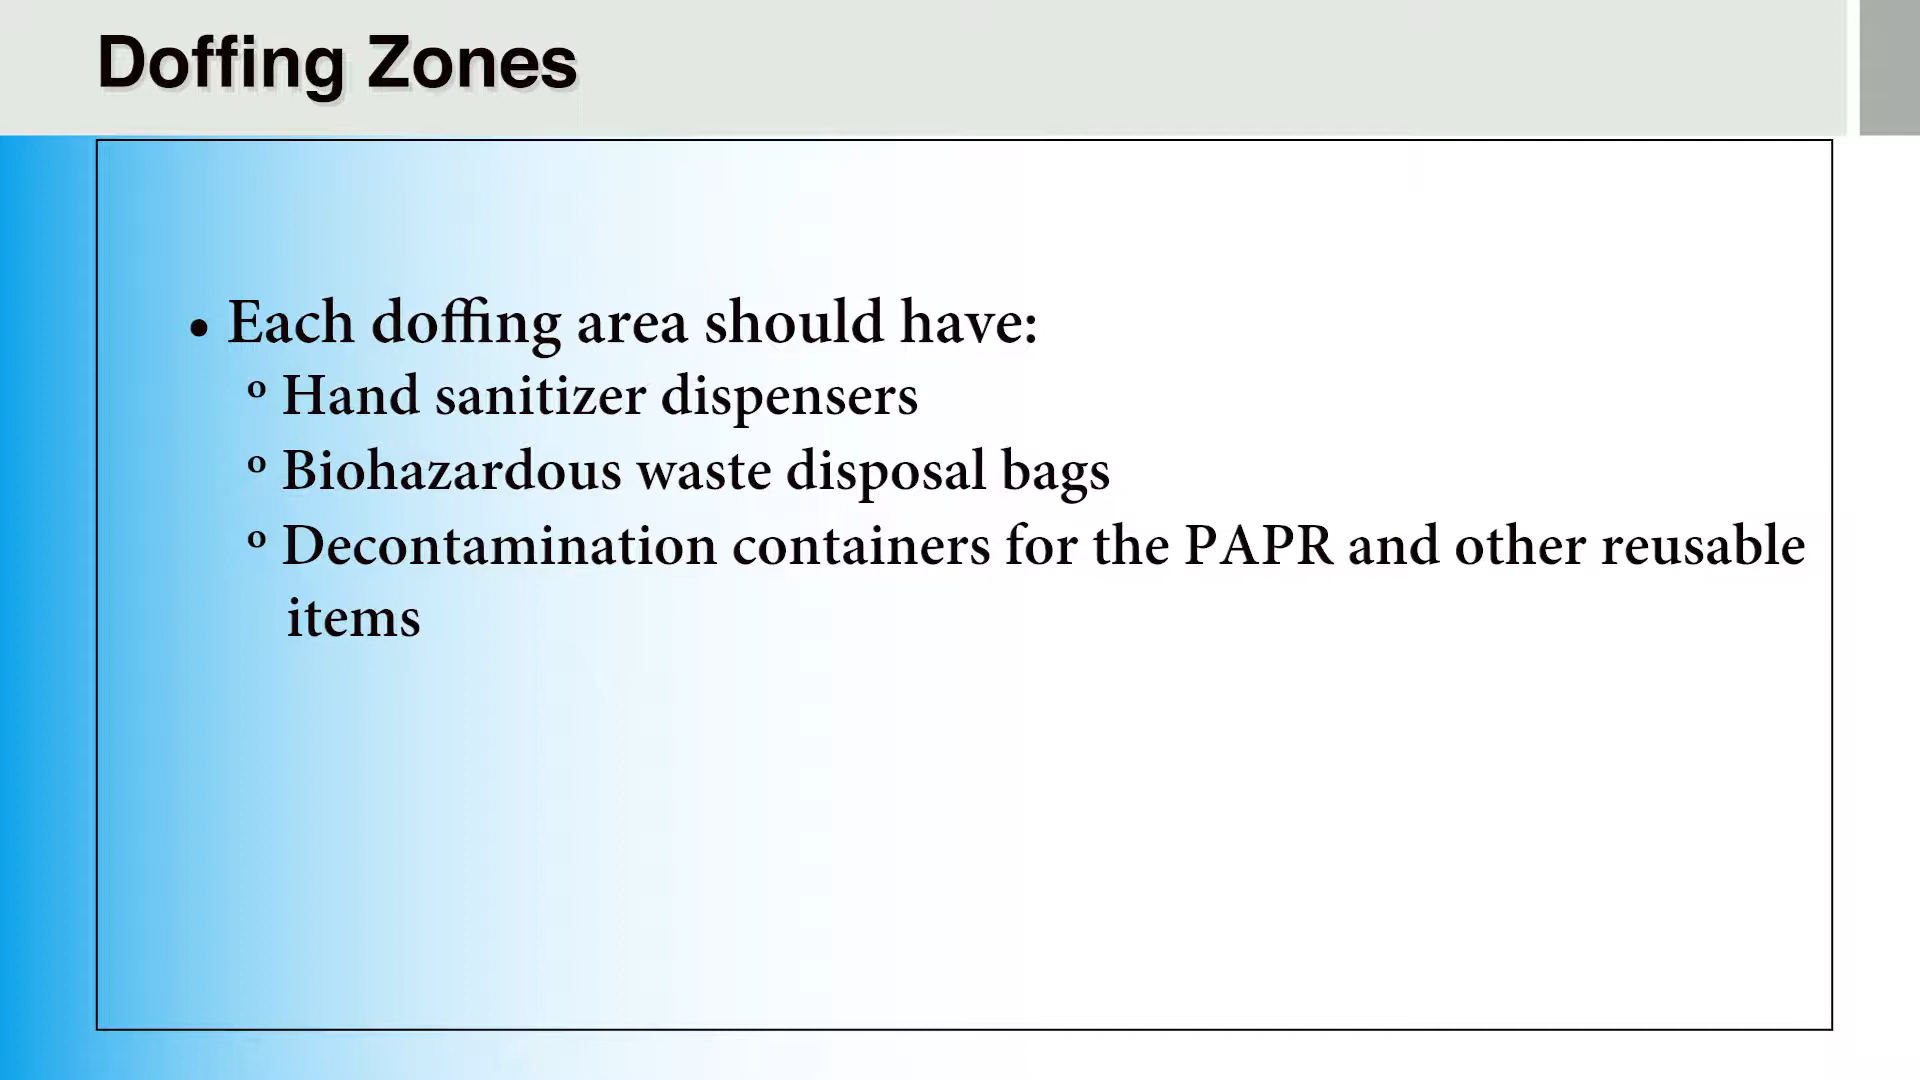 Doffing Zones
• Each doffing area should have:
º Hand sanitizer dispensers
º Biohazardous waste disposal bags
º Decontamination containers for the PAPR and other reusable
items